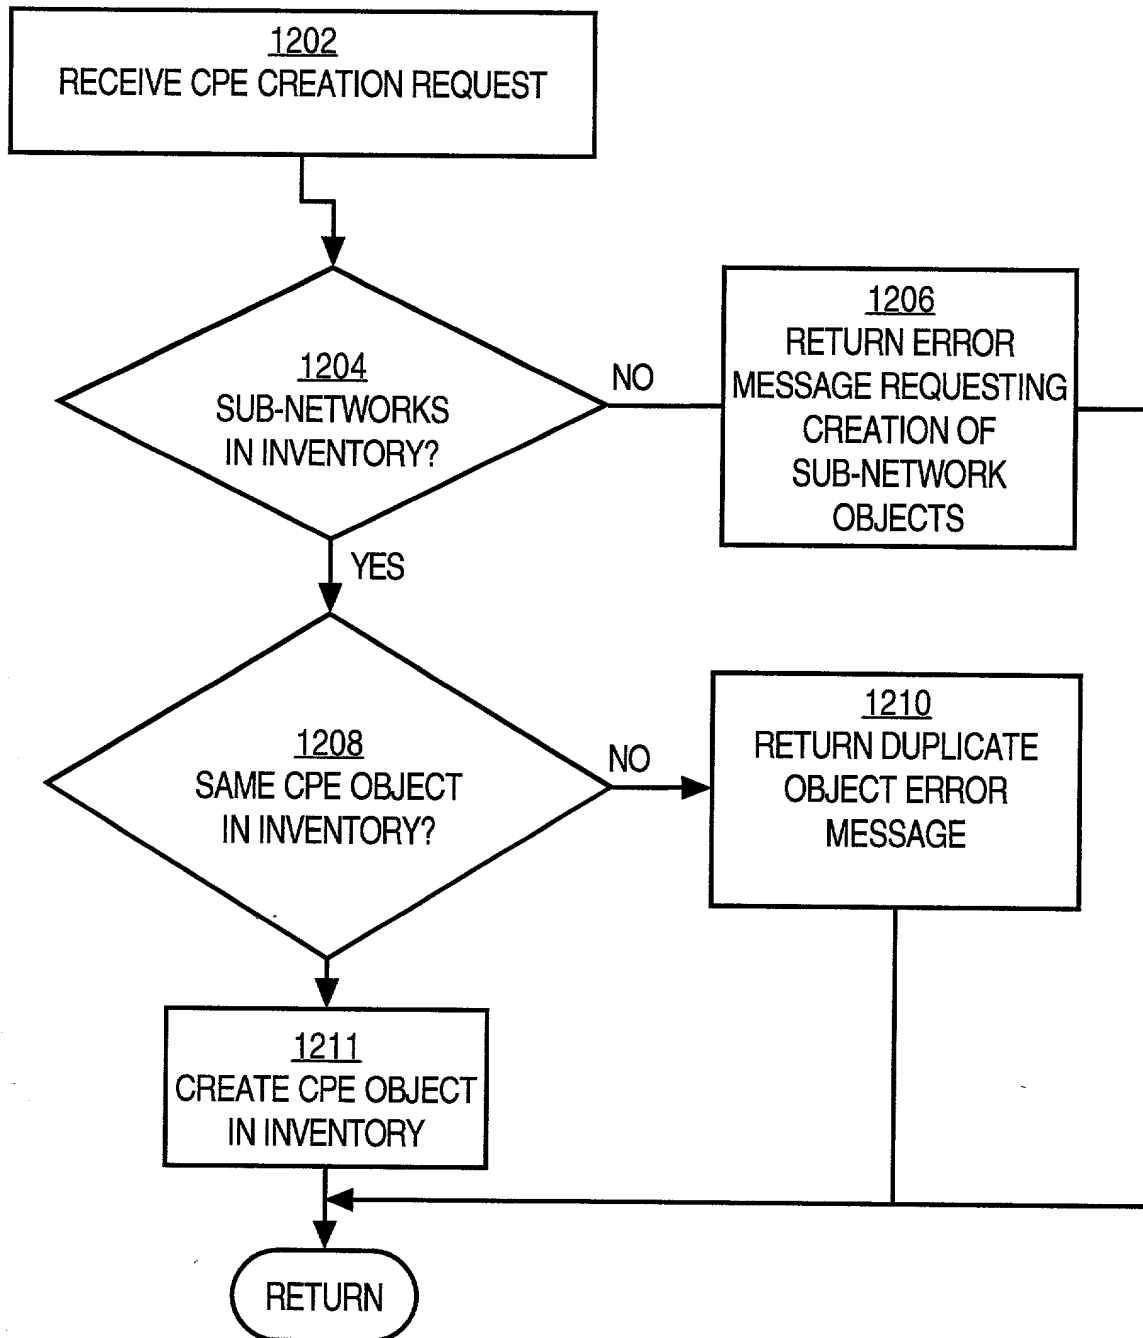 1202
RECEIVE CPE CREATION REQUEST
1204
SUB-NETWORKS
IN INVENTORY?
NO
1206
RETURN ERROR
MESSAGE REQUESTING
CREATION OF
SUB-NETWORK
OBJECTS
YES
1208
SAME CPE OBJECT
IN INVENTORY?
NO
1210
RETURN DUPLICATE
OBJECT ERROR
MESSAGE
1211
CREATE CPE OBJECT
IN INVENTORY
RETURN